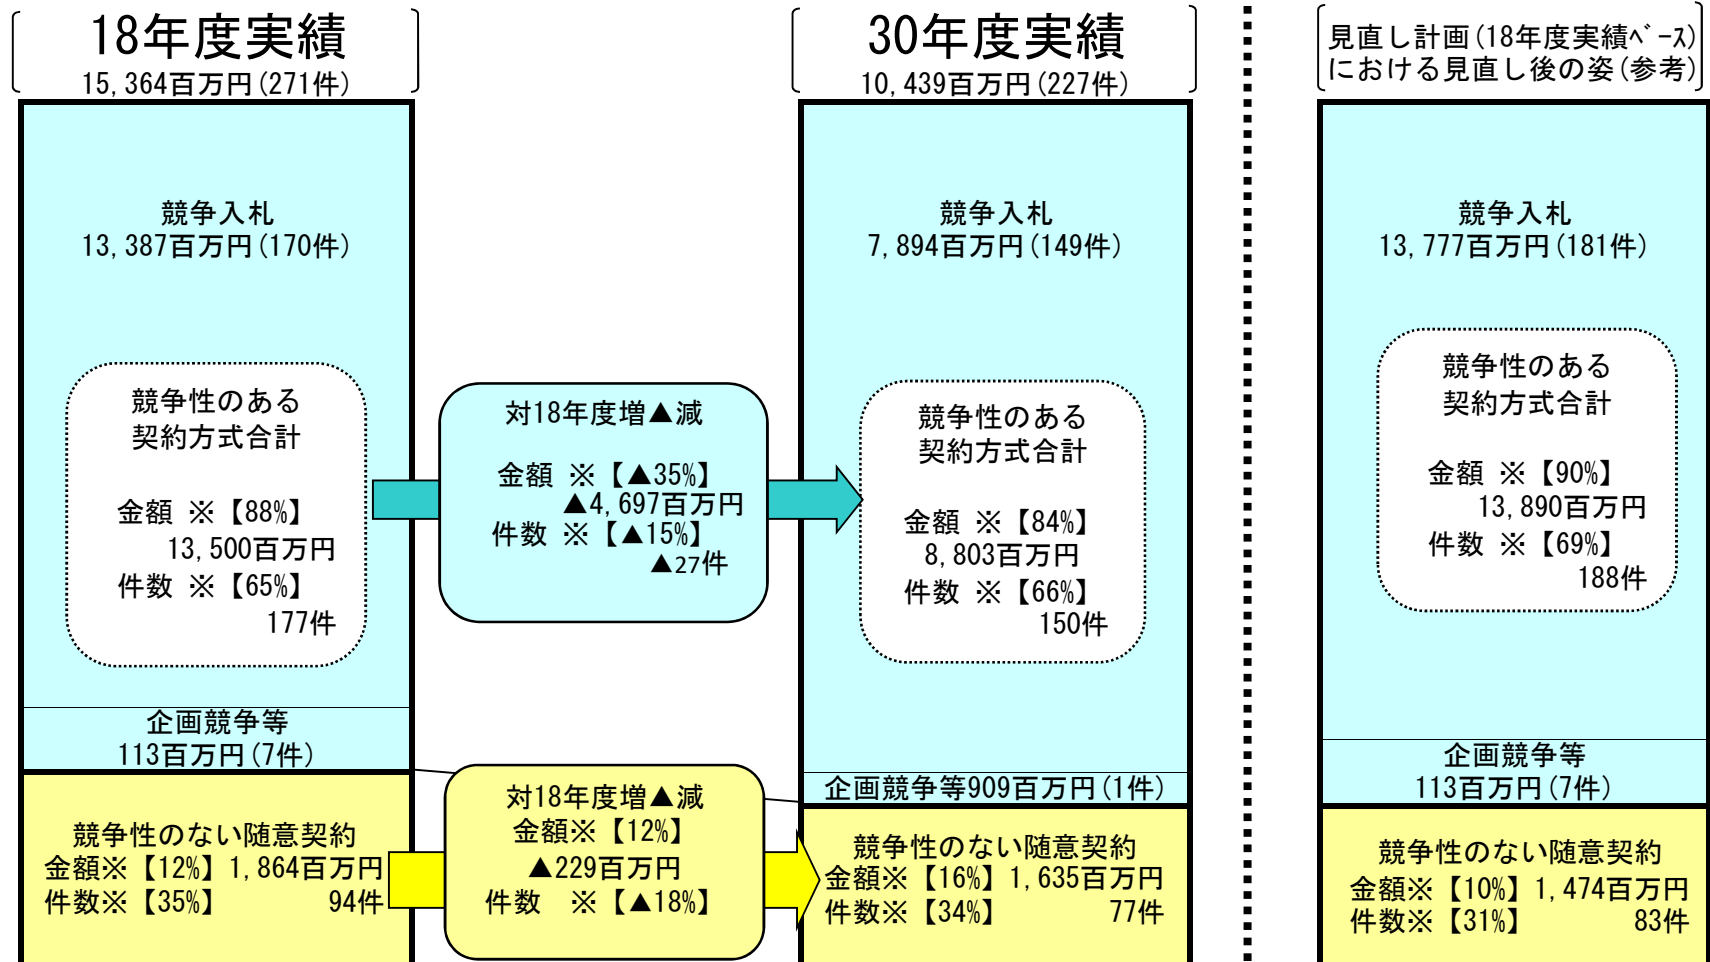 18年度実績
15,364百万円(271件)
競争入札
13,387百万円(170件)
競争性のある
契約方式合計
金額 ※【88%】
13,500百万円
件数 ※【65%】
177件
企画競争等
113百万円(7件)
競争性のない随意契約
金額※【12%】1,864百万円
件数※【35%】 94件
対18年度増▲減
金額 ※【▲35%】
▲4,697百万円
件数 ※【▲15%】
▲27件
対18年度増▲減
金額※【12%】
▲229百万円
件数 ※【▲18%】
30年度実績
10,439百万円(227件)
競争入札
7,894百万円(149件)
競争性のある
契約方式合計
金額 ※【84%】
8,803百万円
件数 ※【66%】
150件
企画競争等909百万円(1件)
競争性のない随意契約
金額※【16%】1,635百万円
件数※【34%】 77件
見直し計画(18年度実績ﾍﾞｰｽ)
における見直し後の姿(参考)
競争入札
13,777百万円(181件)
競争性のある
契約方式合計
金額 ※【90%】
13,890百万円
件数 ※【69%】
188件
企画競争等
113百万円(7件)
競争性のない随意契約
金額※【10%】1,474百万円
件数※【31%】 83件